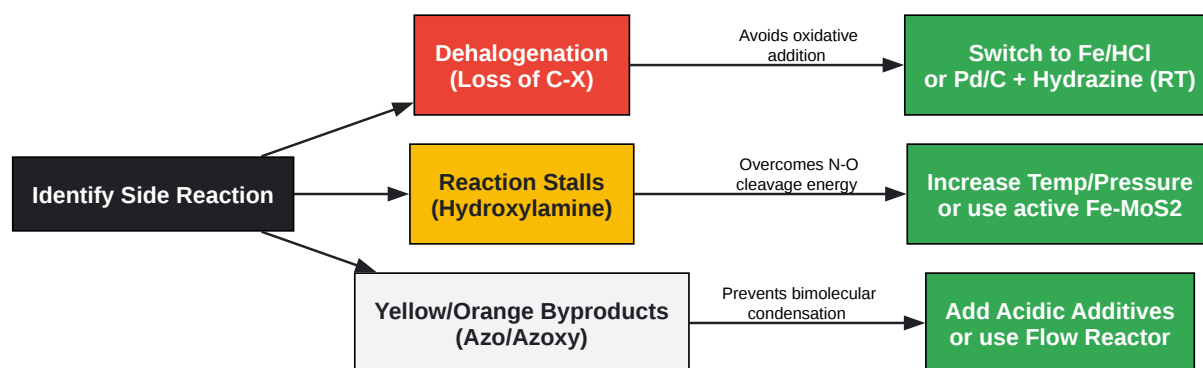 Identify Side Reaction
Dehalogenation
(Loss of C-X)
Avoids oxidative
addition
Switch to Fe/HCl
or Pd/C + Hydrazine (RT)
Reaction Stalls
(Hydroxylamine)
Overcomes N-O
cleavage energy
Increase Temp/Pressure
or use active Fe-MoS2
Yellow/Orange Byproducts
(Azo/Azoxy)
Prevents bimolecular
condensation
Add Acidic Additives
or use Flow Reactor